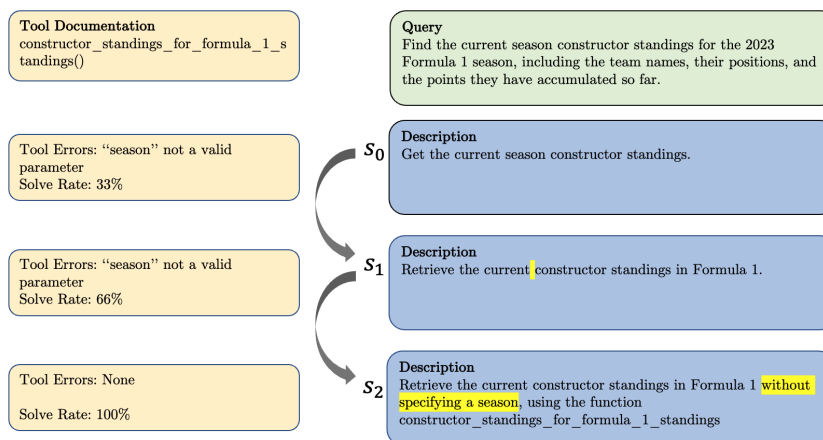 Tool Documentation
constructor_standings_for_formula_1_s
tandings()
Query
Find the current season constructor standings for the 2023
Formula 1 season, including the team names, their positions, and
the points they have accumulated so far.
Tool Errors: “season” not a valid
parameter
Solve Rate: 33%
S0
Description
Get the current season constructor standings.
Tool Errors: “season” not a valid
parameter
Solve Rate: 66%
S1
Description
Retrieve the current constructor standings in Formula 1.
Tool Errors: None
Solve Rate: 100%
S2
Description
Retrieve the current constructor standings in Formula 1 without
specifying a season, using the function
constructor_standings_for_formula_1_standings